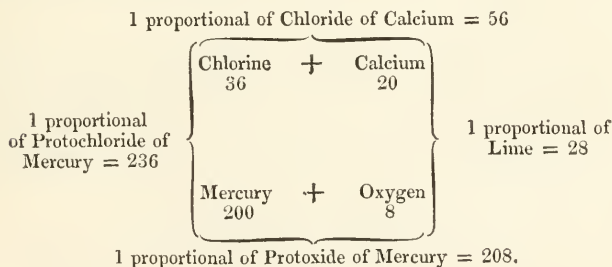 1 proportional of Chloride of Calcium = 56
Chlorine + Calcium
36 20
1 proportional
of Protochloride of
Mercury = 236
1 proportional of
Lime = 28
Mercury + Oxygen
200 8
1 proportional of Protoxide of Mercury = 208.